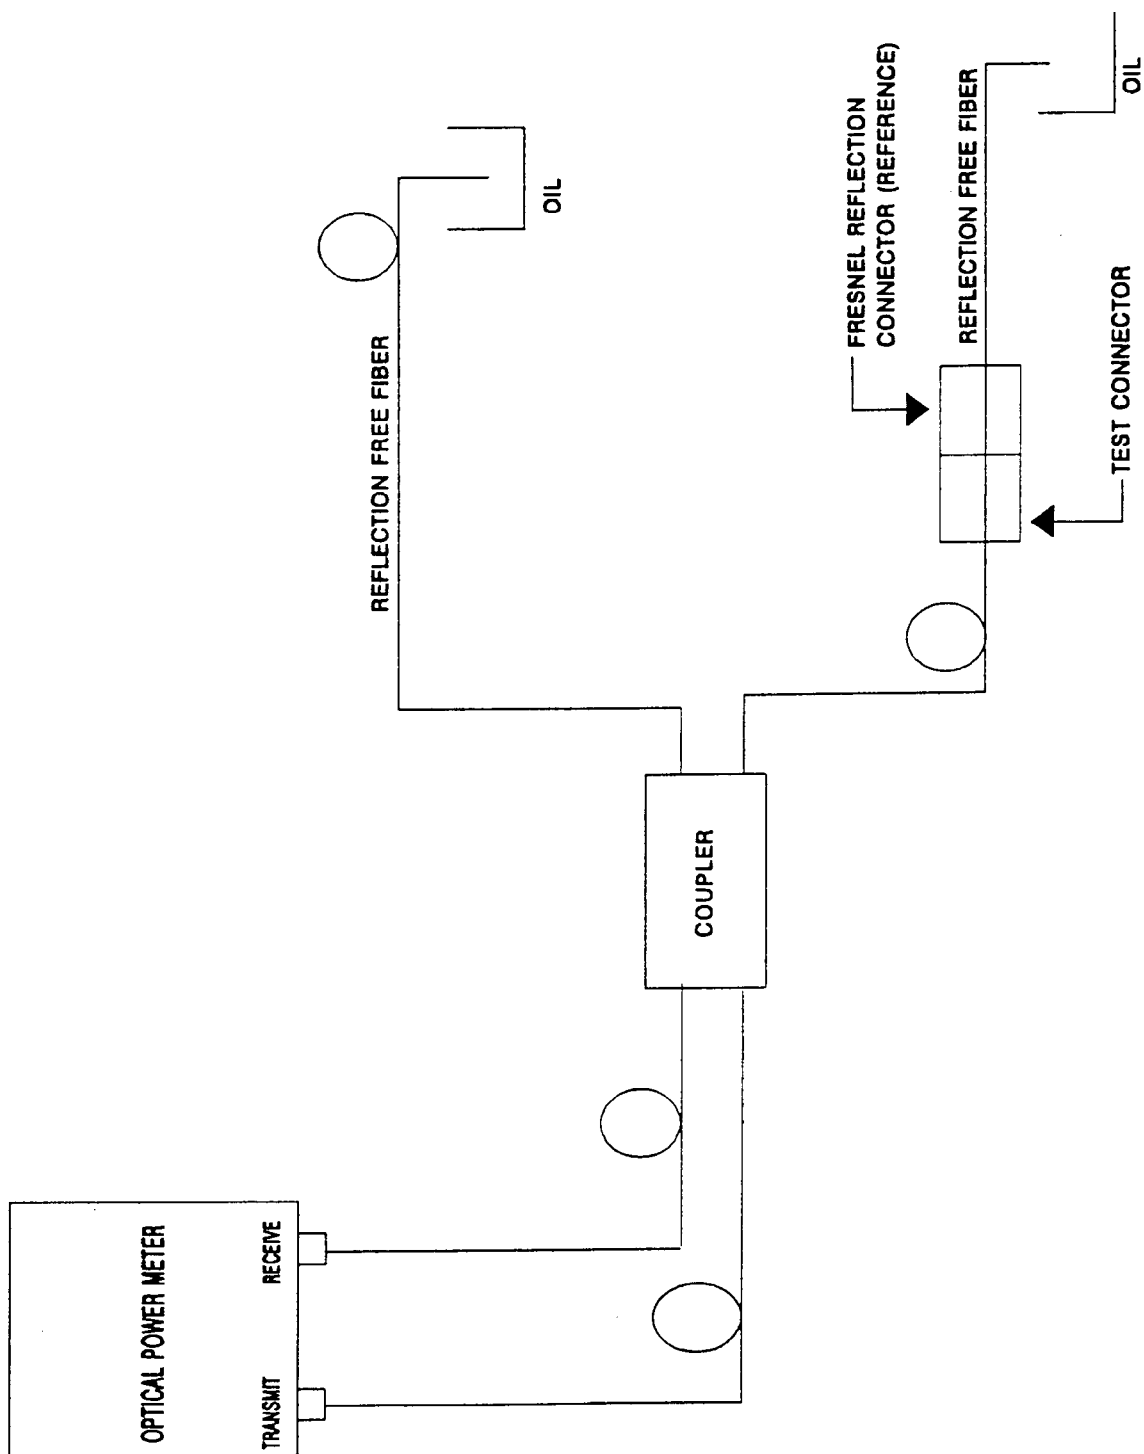 OPTICAL POWER METER
TRANSMIT
RECEIVE
COUPLER
REFLECTION FREE FIBER
OIL
FRESNEL REFLECTION
CONNECTOR (REFERENCE)
REFLECTION FREE FIBER
TEST CONNECTOR
OIL